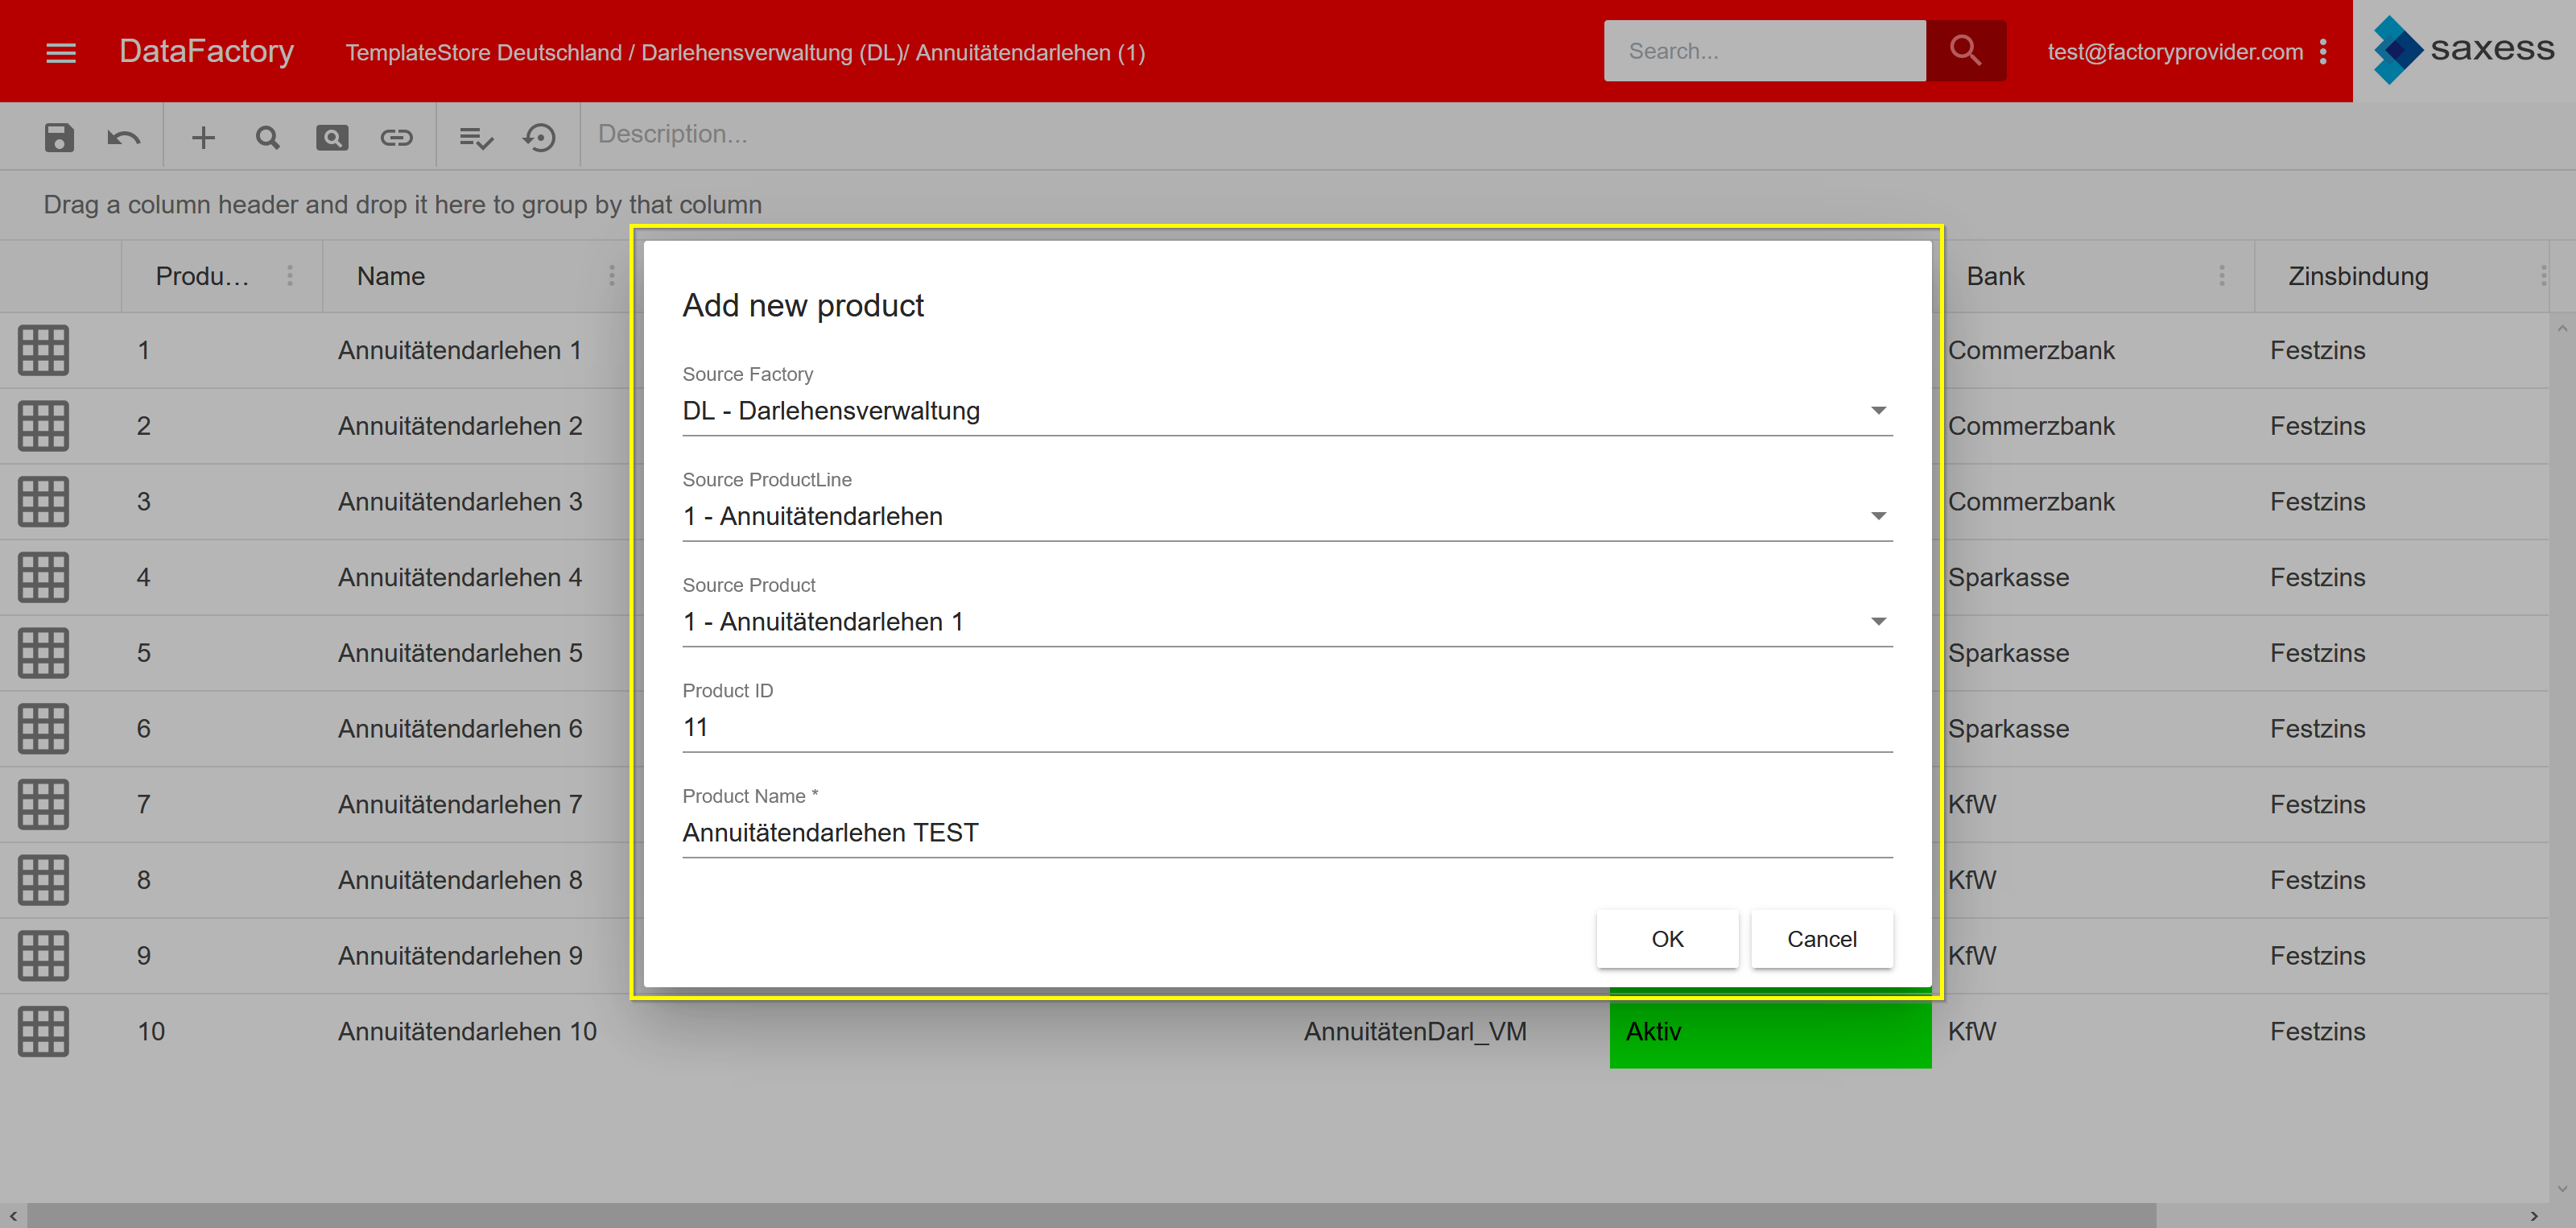 DataFactory
TemplateStore Deutschland / Darlehensverwaltung (DL)/ Annuitätendarlehen (1)
Search...
test@factoryprovider.com
saxess
Description...
Drag a column header and drop it here to group by that column
Produ... Name Bank Zinsbindung
1 Annuitätendarlehen 1 Commerzbank Festzins
2 Annuitätendarlehen 2 Commerzbank Festzins
3 Annuitätendarlehen 3 Commerzbank Festzins
4 Annuitätendarlehen 4 Sparkasse Festzins
5 Annuitätendarlehen 5 Sparkasse Festzins
6 Annuitätendarlehen 6 Sparkasse Festzins
7 Annuitätendarlehen 7 KfW Festzins
8 Annuitätendarlehen 8 KfW Festzins
9 Annuitätendarlehen 9 KfW Festzins
10 Annuitätendarlehen 10 AnnuitätenDarl_VM Aktiv KfW Festzins
Add new product
Source Factory
DL - Darlehensverwaltung
Source ProductLine
1 - Annuitätendarlehen
Source Product
1 - Annuitätendarlehen 1
Product ID
11
Product Name *
Annuitätendarlehen TEST
OK Cancel